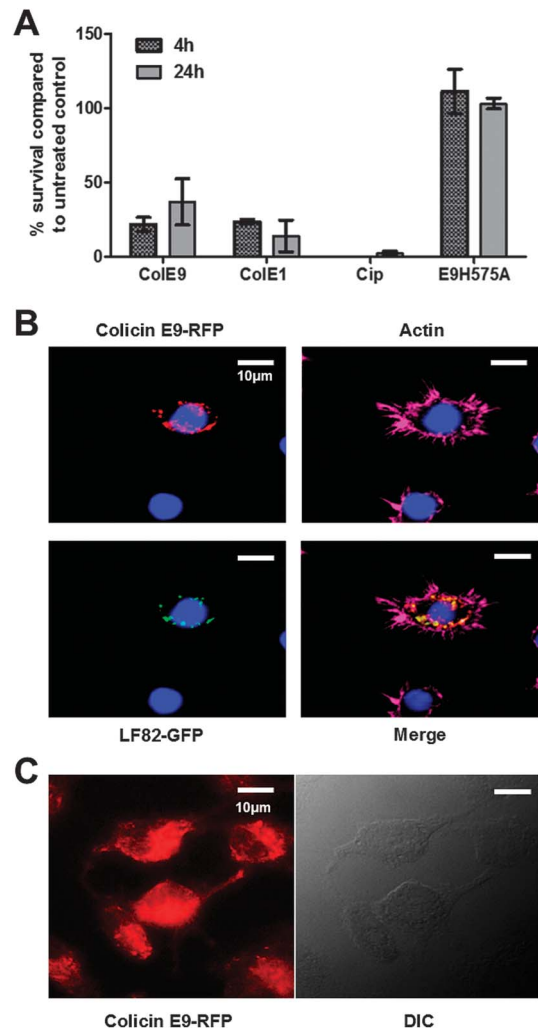 A
% survival compared
to untreated control
150
100
50
0
4h
24h
ColE9
ColE1
Cip
E9H575A
B
Colicin E9-RFP
Actin
10µm
LF82-GFP
Merge
C
10µm
Colicin E9-RFP
DIC